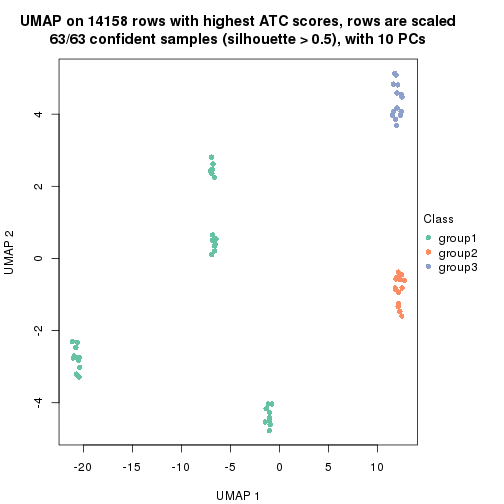 UMAP on 14158 rows with highest ATC scores, rows are scaled
63/63 confident samples (silhouette > 0.5), with 10 PCs
4
2
0
-2
-4
UMAP 2
Class
group1
group2
group3
-20
-15
-10
-5
0
5
10
UMAP 1